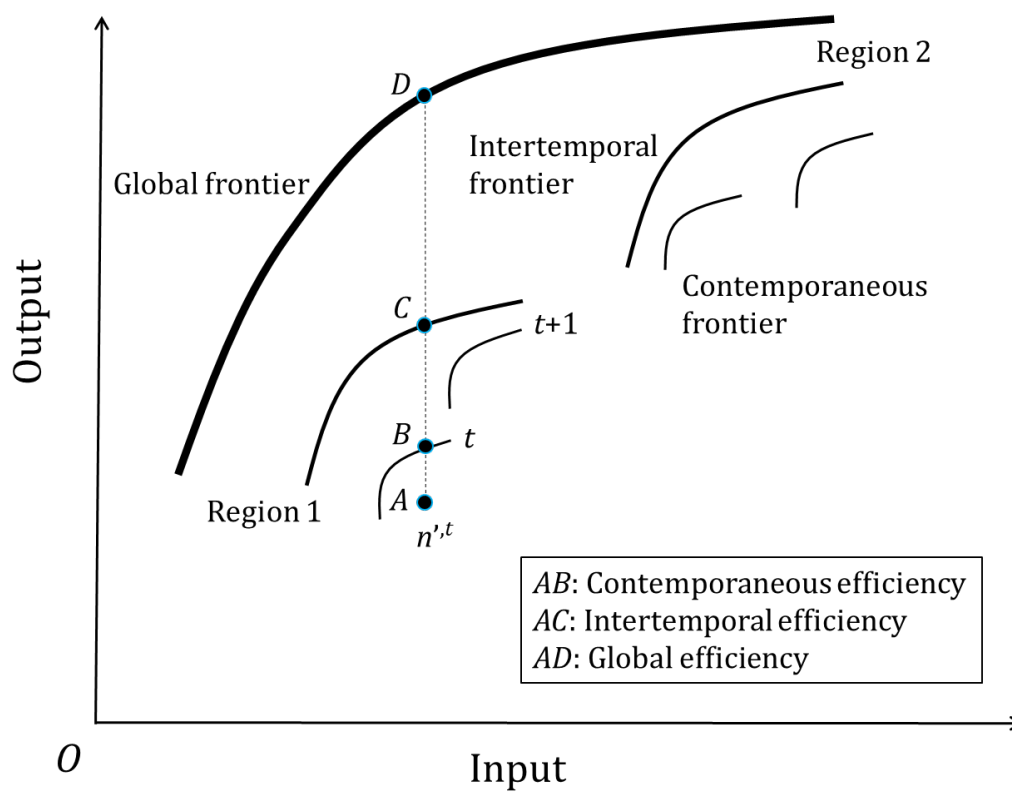 Region 2
D
Intertemporal
frontier
Global frontier
Output
Contemporaneous
frontier
C
t+1
B
t
A
Region 1
n’,t
AB: Contemporaneous efficiency
AC: Intertemporal efficiency
AD: Global efficiency
O
Input